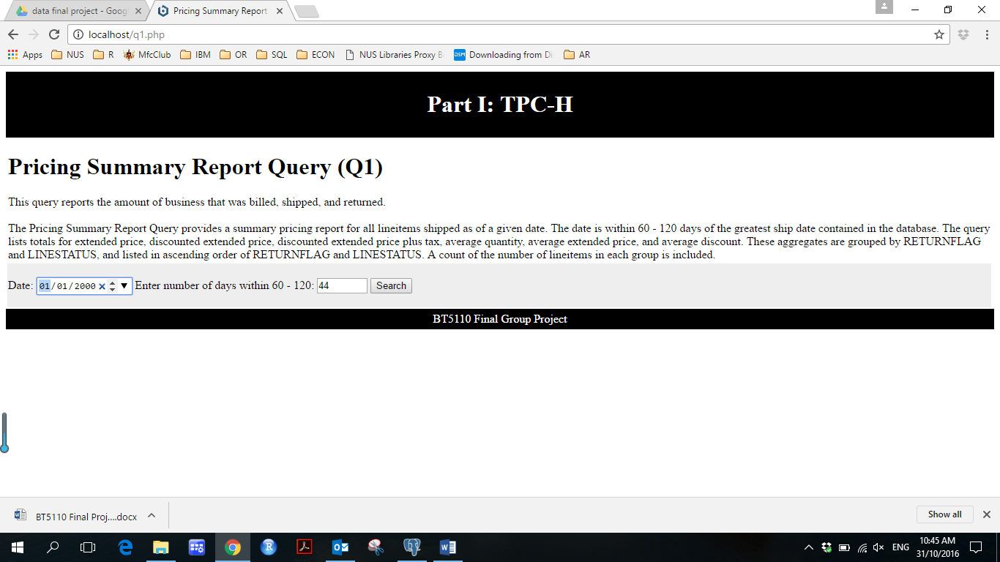 data final project - Goog
Pricing Summary Report
localhost/q1.php
Apps NUS R MfcClub IBM OR SQL ECON NUS Libraries Proxy B DSM Downloading from Di AR
Part I: TPC-H
Pricing Summary Report Query (Q1)
This query reports the amount of business that was billed, shipped, and returned.
The Pricing Summary Report Query provides a summary pricing report for all lineitems shipped as of a given date. The date is within 60 - 120 days of the greatest ship date contained in the database. The query
lists totals for extended price, discounted extended price, discounted extended price plus tax, average quantity, average extended price, and average discount. These aggregates are grouped by RETURNFLAG
and LINESTATUS, and listed in ascending order of RETURNFLAG and LINESTATUS. A count of the number of lineitems in each group is included.
Date: 01/01/2000 Enter number of days within 60 - 120: 44 Search
BT5110 Final Group Project
BT5110 Final Proj....docx
Show all
ENG
10:45 AM
31/10/2016